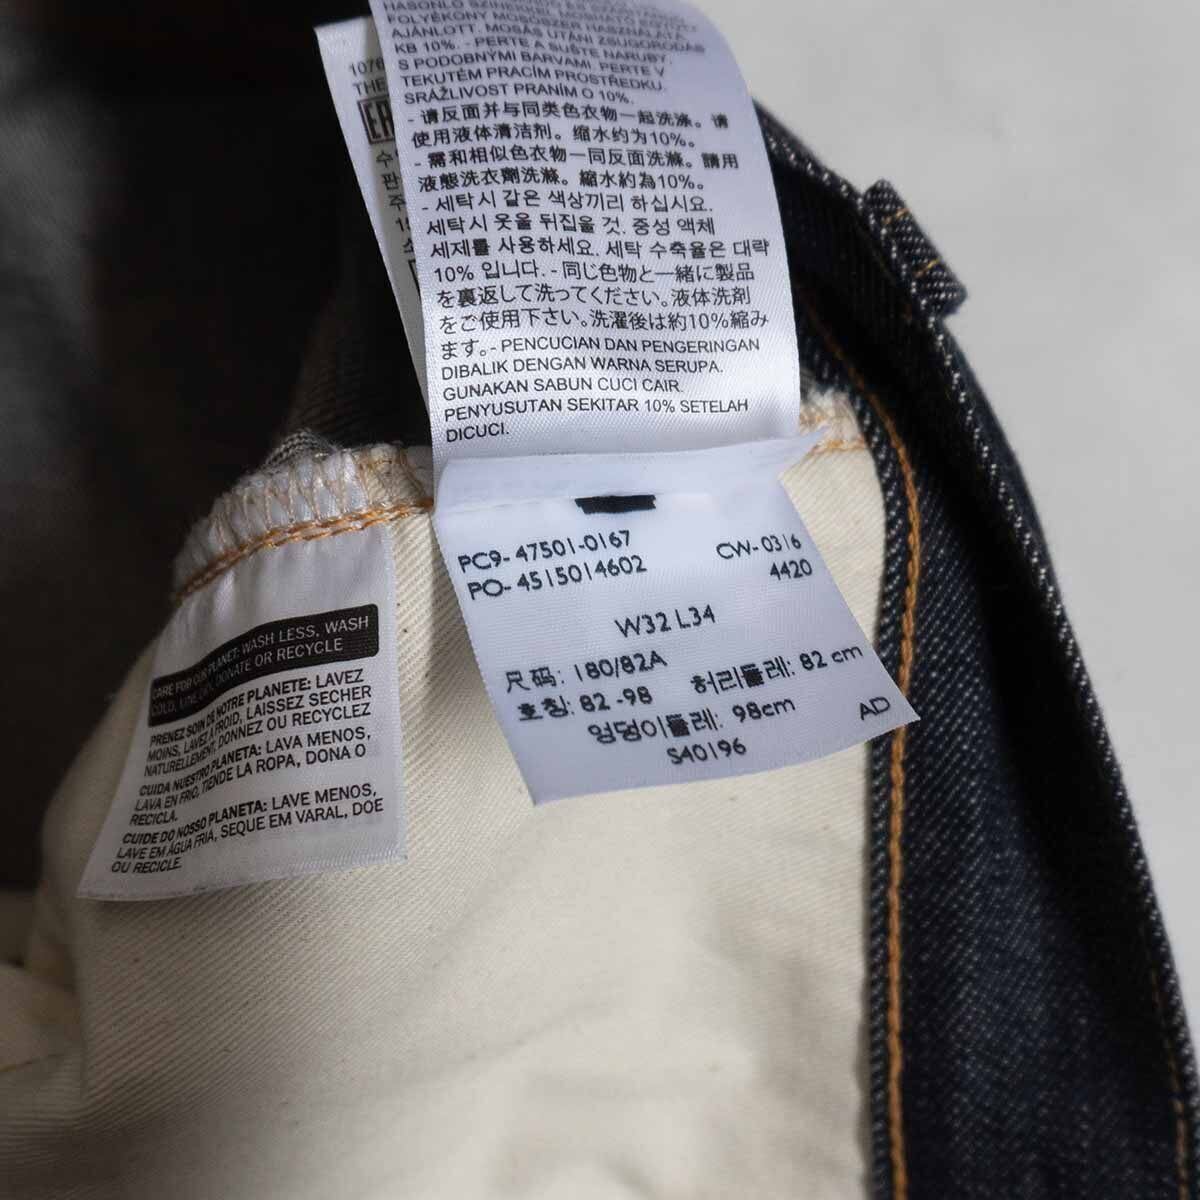 FOLYÉKONY MOSÓSZER HASZNÁLATA
AJÁNLOTT. MOSÁS UTÁNI ZSUGORODÁS
KB 10%. - PERTE A SUŠTE NARUBY.
S PODOBNÝMI BARVAMI. PERTE V
TEKUTÉM PRACÍM PROSTŘEDKU.
SRÁŽLIVOST PRANÍM O 10%.
- 请反面并与同类色衣物一起洗涤。请
使用液体清洁剂。缩水约为10%。
- 需和相似色衣物一同反面洗滌。請用
液態洗衣劑洗滌。縮水約為10%。
- 세탁시 같은 색상끼리 하십시요.
세탁시 옷을 뒤집을 것. 중성 액체
세제를 사용하세요. 세탁 수축율은 대략
10% 입니다. - 同じ色物と一緒に製品
を裏返して洗ってください。液体洗剤
をご使用下さい。洗濯後は約10%縮み
ます。- PENCUCIAN DAN PENGERINGAN
DIBALIK DENGAN WARNA SERUPA.
GUNAKAN SABUN CUCI CAIR.
PENYUSUTAN SEKITAR 10% SETELAH
DICUCI.
PC9- 47501-0167 CW- 0316
PO- 4515014602 4420
W32 L34
尺码: 180/82A
호칭: 82 -98 허리둘레: 82 cm
엉덩이둘레: 98cm
S40196 AD
CARE FOR OUR PLANET: WASH LESS, WASH
COLD, LINE DRY, DONATE OR RECYCLE
PRENEZ SOIN DE NOTRE PLANETE: LAVEZ
MOINS, LAVEZ A FROID, LAISSEZ SECHER
NATURELLEMENT, DONNEZ OU RECYCLEZ
CUIDA NUESTRO PLANETA: LAVA MENOS,
LAVA EN FRIO, TIENDE LA ROPA, DONA O
RECICLA.
CUIDE DO NOSSO PLANETA: LAVE MENOS,
LAVE EM AGUA FRIA, SEQUE EM VARAL, DOE
OU RECICLE.